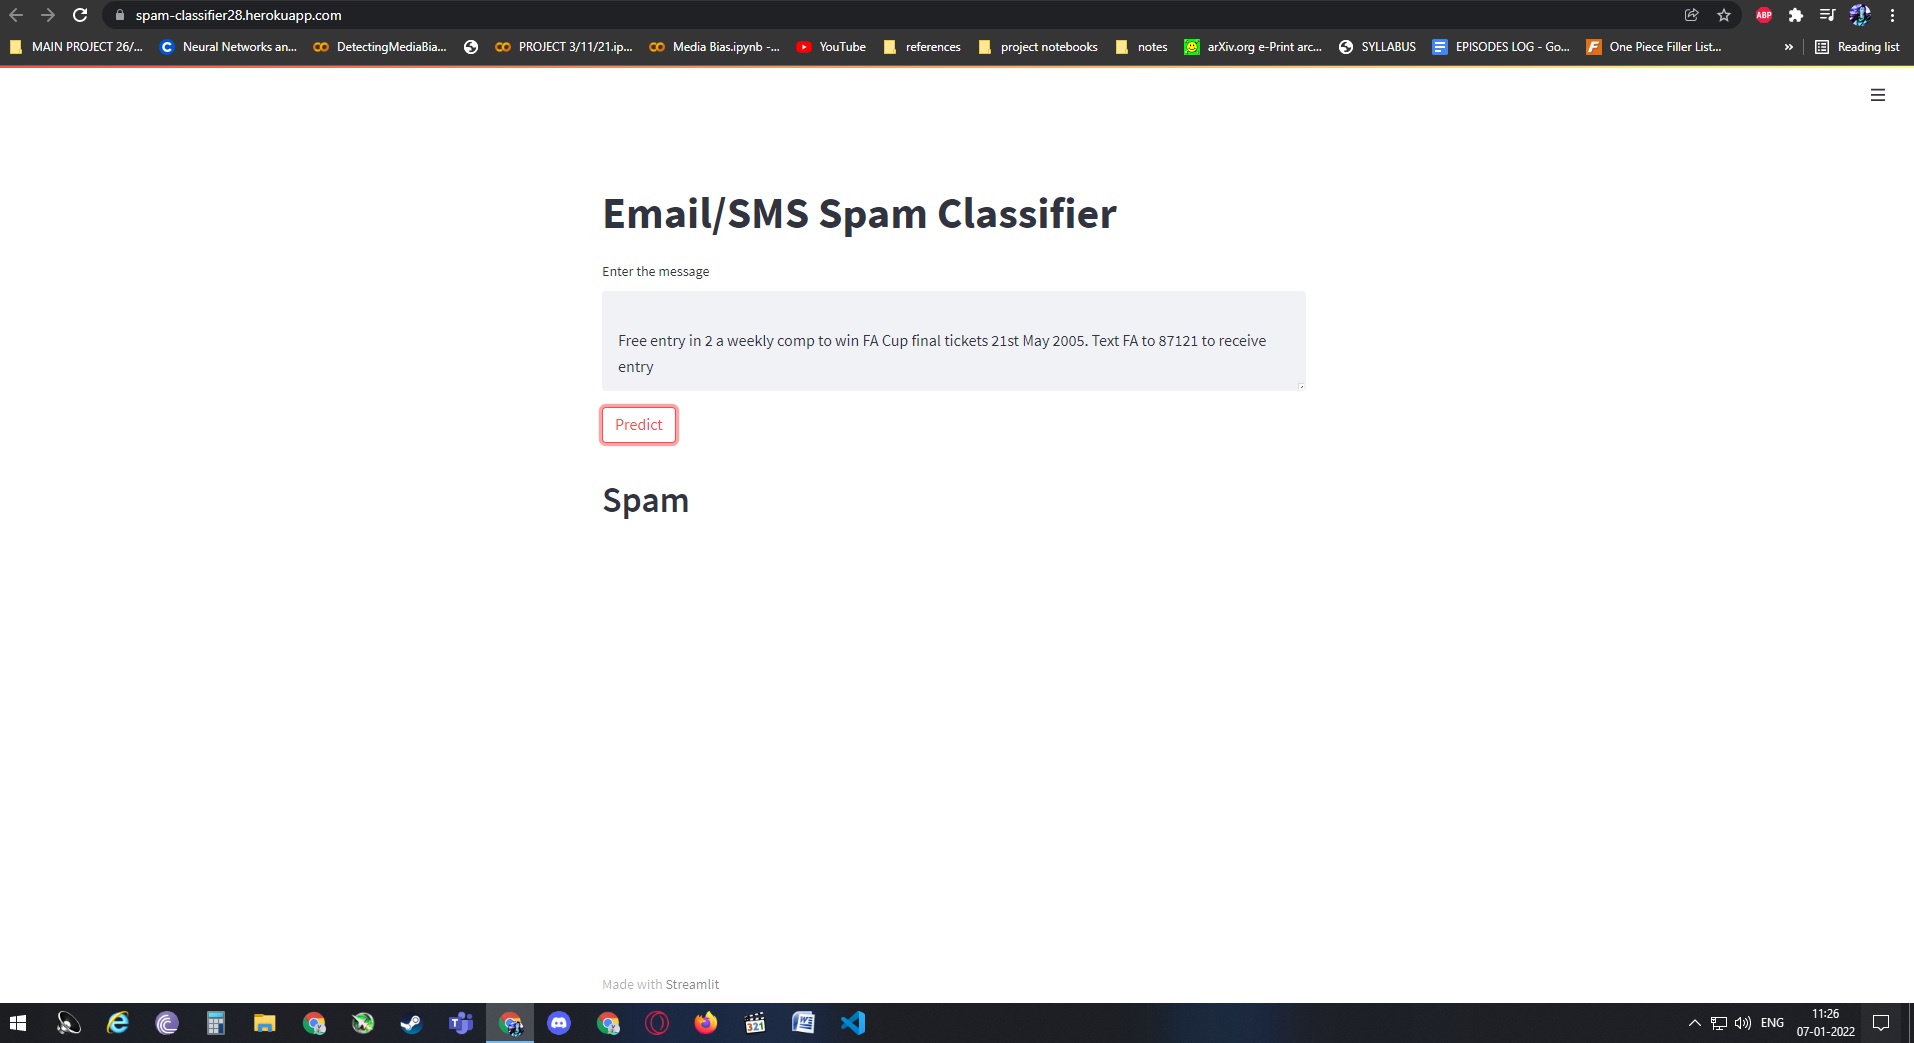 spam-classifier28.herokuapp.com
ABP
MAIN PROJECT 26/... Neural Networks an... DetectingMediaBia... PROJECT 3/11/21.ip... Media Bias.ipynb -... YouTube references project notebooks notes arXiv.org e-Print arc... SYLLABUS EPISODES LOG - Go... One Piece Filler List... » Reading list
Email/SMS Spam Classifier
Enter the message
Free entry in 2 a weekly comp to win FA Cup final tickets 21st May 2005. Text FA to 87121 to receive
entry
Predict
Spam
Made with Streamlit
321
ENG
11:26
07-01-2022